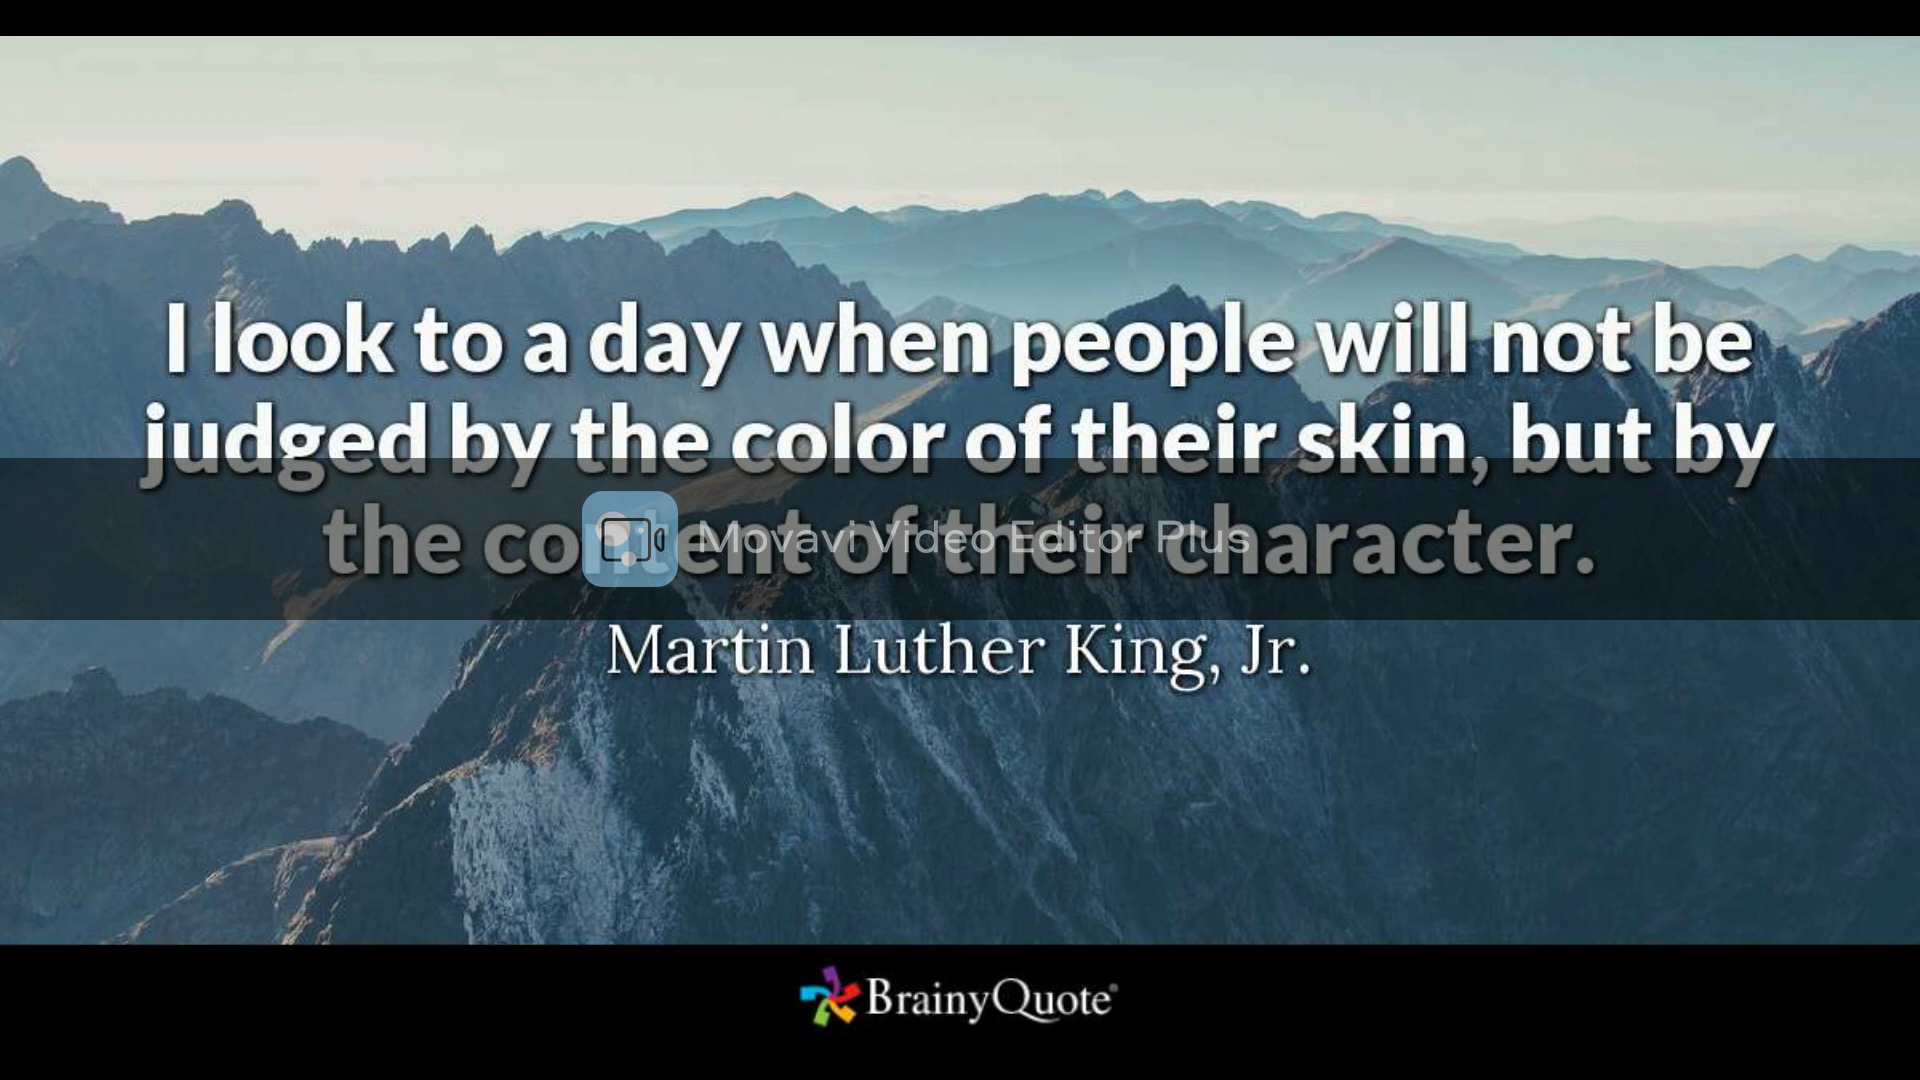 I look to a day when people will not be
judged by the color of their skin, but by
the content of their character.
Movavi Video Editor Plus
Martin Luther King, Jr.
BrainyQuote®